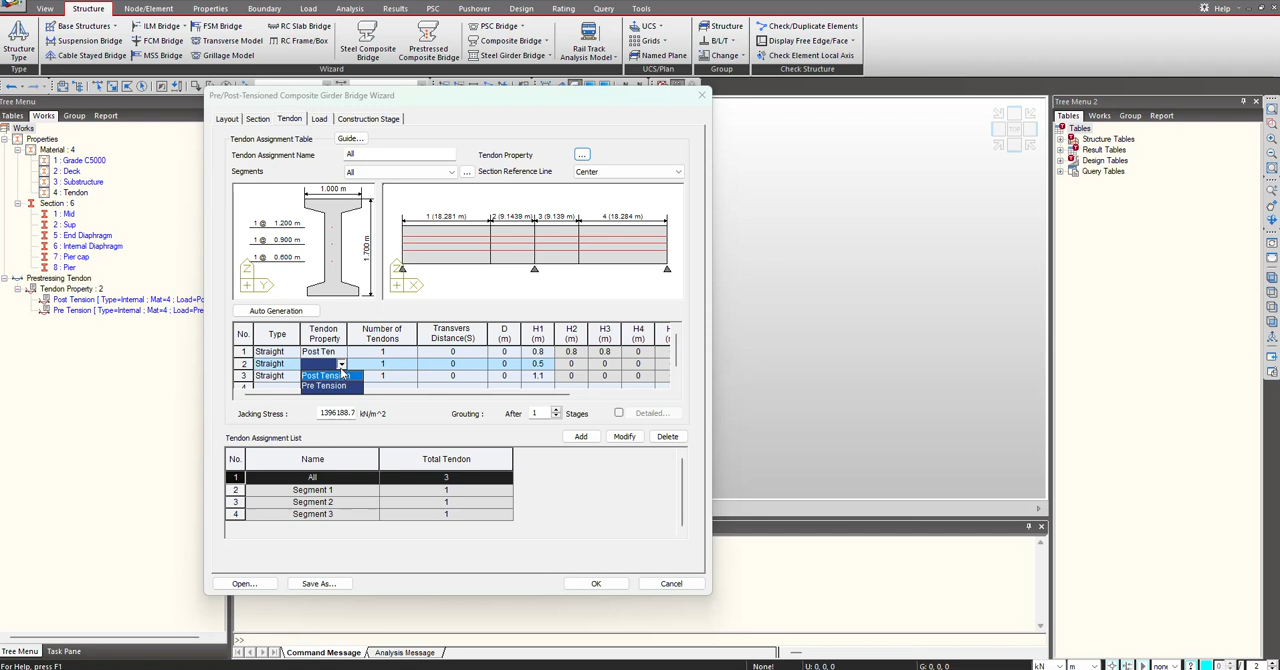 View Structure Node/Element Properties Boundary Load Analysis Results PSC Pushover Design Rating Query Tools Help
Base Structures ILM Bridge FSM Bridge RC Slab Bridge PSC Bridge UCS Structure Check/Duplicate Elements
Suspension Bridge FCM Bridge Transverse Model RC Frame/Box Composite Bridge Grids B/L/T Display Free Edge/Face
Cable Stayed Bridge MSS Bridge Grillage Model Steel Girder Bridge Named Plane Change Check Element Local Axis
Structure Type
Steel Composite Bridge
Prestressed Composite Bridge
Rail Track Analysis Model
Type Wizard UCS/Plan Group Check Structure
Tree Menu
Tables Works Group Report
Works
Properties
Material : 4
1 : Grade C5000
2 : Deck
3 : Substructure
4 : Tendon
Section : 6
1 : Mid
2 : Sup
5 : End Diaphragm
6 : Internal Diaphragm
7 : Pier cap
8 : Pier
Prestressing Tendon
Tendon Property : 2
Post Tension [ Type=Internal ; Mat=4 ; Load=Po
Pre Tension [ Type=Internal ; Mat=4 ; Load=Pre
Pre/Post-Tensioned Composite Girder Bridge Wizard
Layout Section Tendon Load Construction Stage
Tendon Assignment Table Guide...
Tendon Assignment Name All Tendon Property ...
Segments All ... Section Reference Line Center
1.000 m
1 @ 1.200 m
1 @ 0.900 m
1 @ 0.600 m
1.700 m
Z
Y
1 (18.281 m) 2 (9.1439 m) 3 (9.139 m) 4 (18.284 m)
Z
X
Auto Generation
No. Type Tendon Property Number of Tendons Transvers Distance(S) D (m) H1 (m) H2 (m) H3 (m) H4 (m)
1 Straight Post Ten 1 0 0 0.8 0.8 0.8 0
2 Straight 1 0 0 0.5 0 0 0
3 Straight Post Tension 1 0 0 1.1 0 0 0
Pre Tension
Jacking Stress : 1396188.7 kN/m^2 Grouting : After 1 Stages Detailed...
Tendon Assignment List Add Modify Delete
No. Name Total Tendon
1 All 3
2 Segment 1 1
3 Segment 2 1
4 Segment 3 1
Open... Save As... OK Cancel
TOP
Tree Menu 2
Tables Works Group Report
Tables
Structure Tables
Result Tables
Design Tables
Query Tables
>>
Tree Menu Task Pane
Command Message Analysis Message
For Help, press F1 None! U: 0, 0, 0 G: 0, 0, 0 kN m none 2